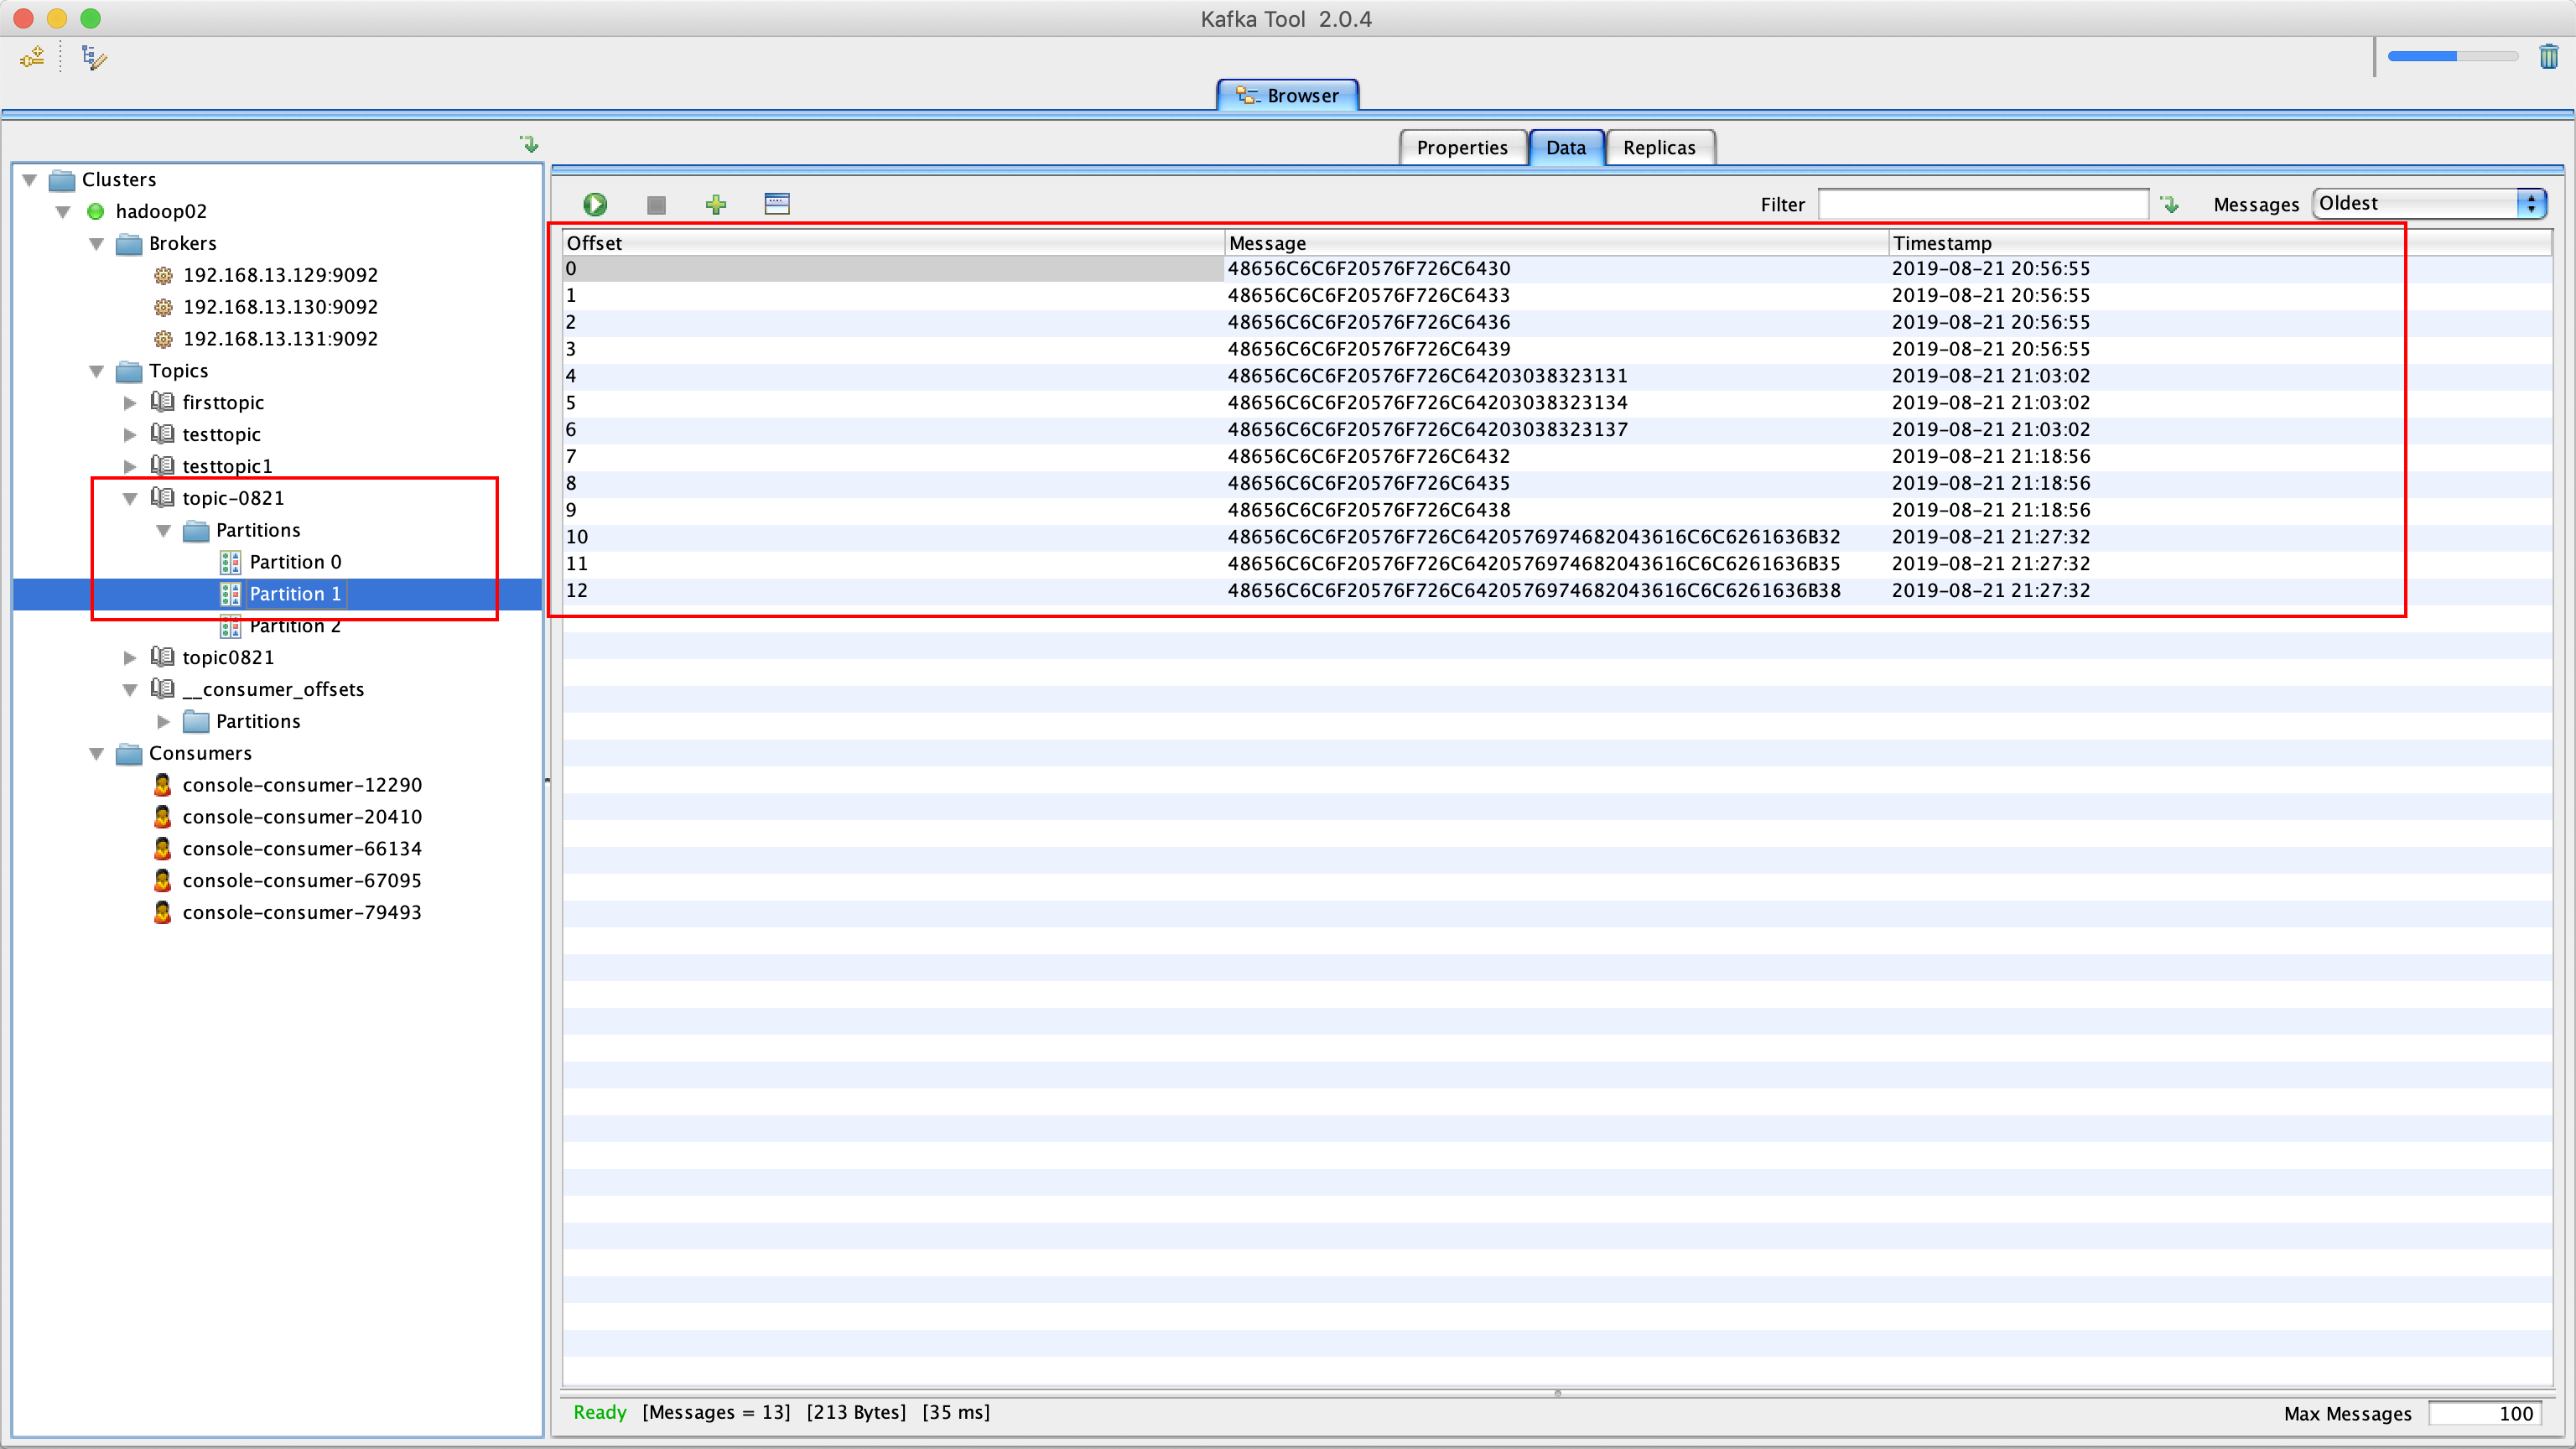 Kafka Tool 2.0.4
Browser
Properties Data Replicas
Clusters
hadoop02
Brokers
192.168.13.129:9092
192.168.13.130:9092
192.168.13.131:9092
Topics
firsttopic
testtopic
testtopic1
topic-0821
Partitions
Partition 0
Partition 1
Partition 2
topic0821
__consumer_offsets
Partitions
Consumers
console-consumer-12290
console-consumer-20410
console-consumer-66134
console-consumer-67095
console-consumer-79493
Filter Messages Oldest
Offset Message Timestamp
0 48656C6C6F20576F726C6430 2019-08-21 20:56:55
1 48656C6C6F20576F726C6433 2019-08-21 20:56:55
2 48656C6C6F20576F726C6436 2019-08-21 20:56:55
3 48656C6C6F20576F726C6439 2019-08-21 20:56:55
4 48656C6C6F20576F726C64203038323131 2019-08-21 21:03:02
5 48656C6C6F20576F726C64203038323134 2019-08-21 21:03:02
6 48656C6C6F20576F726C64203038323137 2019-08-21 21:03:02
7 48656C6C6F20576F726C6432 2019-08-21 21:18:56
8 48656C6C6F20576F726C6435 2019-08-21 21:18:56
9 48656C6C6F20576F726C6438 2019-08-21 21:18:56
10 48656C6C6F20576F726C6420576974682043616C6C6261636B32 2019-08-21 21:27:32
11 48656C6C6F20576F726C6420576974682043616C6C6261636B35 2019-08-21 21:27:32
12 48656C6C6F20576F726C6420576974682043616C6C6261636B38 2019-08-21 21:27:32
Ready [Messages = 13] [213 Bytes] [35 ms]
Max Messages 100